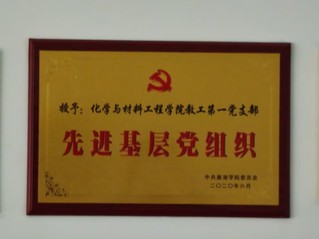 授予：化学与材料工程学院教工第一党支部
先进基层党组织
二〇二〇年六月